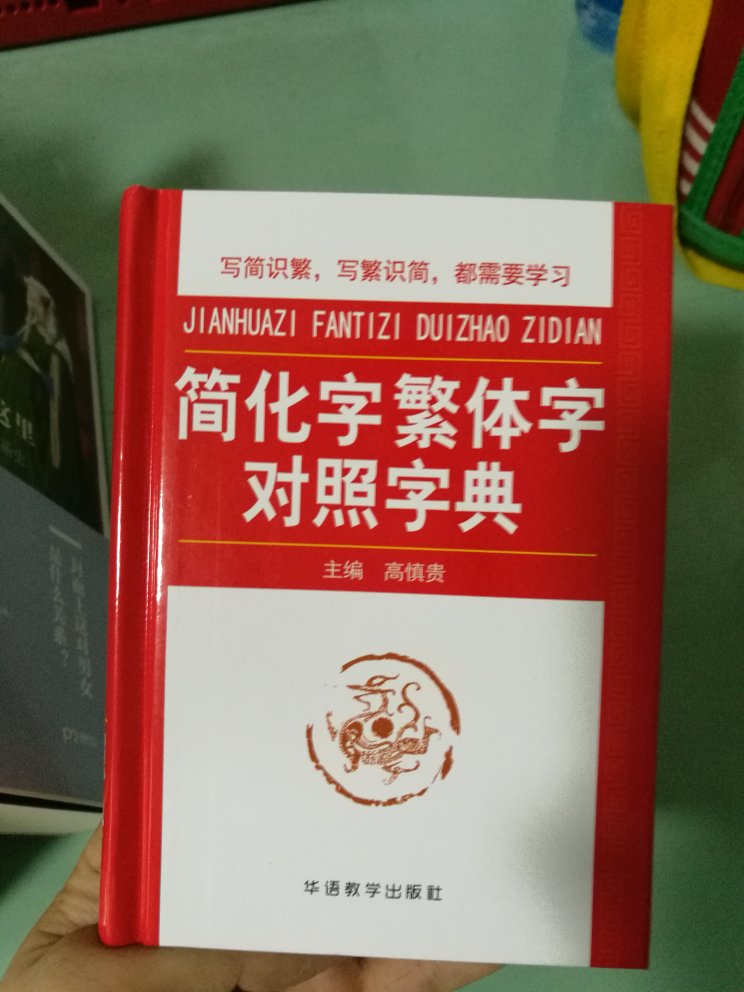 写简识繁，写繁识简，都需要学习
JIANHUAZI FANTIZI DUIZHAO ZIDIAN
简化字繁体字
对照字典
主编 高慎贵
华语教学出版社
这里